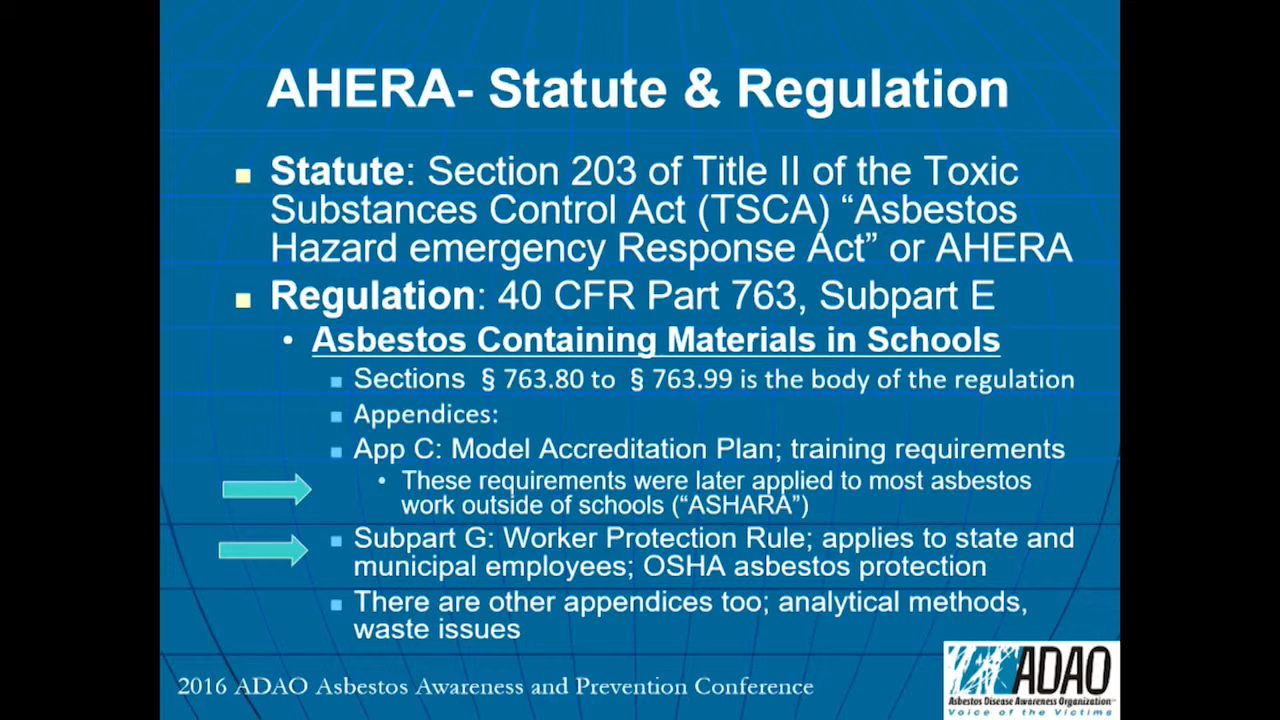 AHERA- Statute & Regulation
Statute: Section 203 of Title II of the Toxic
Substances Control Act (TSCA) “Asbestos
Hazard emergency Response Act” or AHERA
Regulation: 40 CFR Part 763, Subpart E
• Asbestos Containing Materials in Schools
Sections § 763.80 to § 763.99 is the body of the regulation
Appendices:
App C: Model Accreditation Plan; training requirements
• These requirements were later applied to most asbestos
work outside of schools (“ASHARA”)
Subpart G: Worker Protection Rule; applies to state and
municipal employees; OSHA asbestos protection
There are other appendices too; analytical methods,
waste issues
2016 ADAO Asbestos Awareness and Prevention Conference
ADAO
Asbestos Disease Awareness Organization
Voice of the Victims